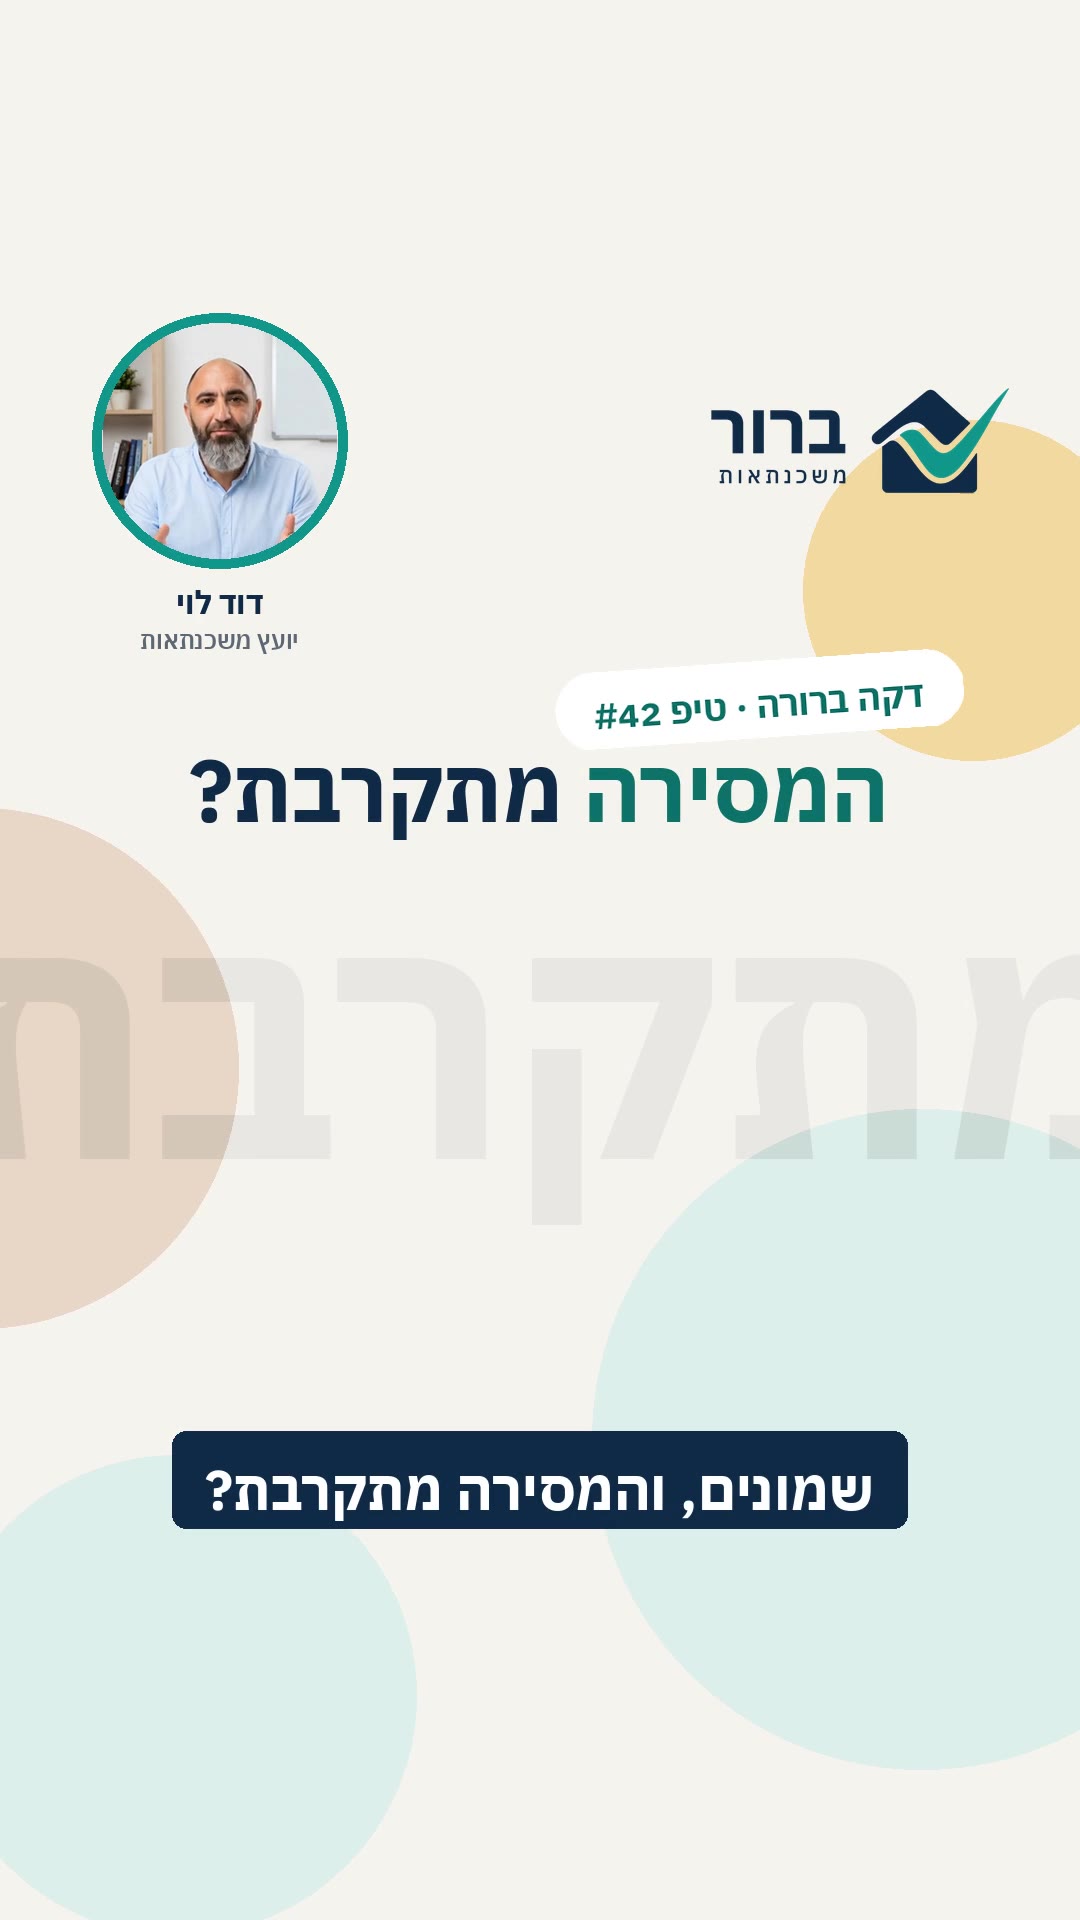 ברור
משכנתאות
דוד לוי
יועץ משכנתאות
דקה ברורה · טיפ #42
המסירה מתקרבת?
מתקרבת
שמונים, והמסירה מתקרבת?